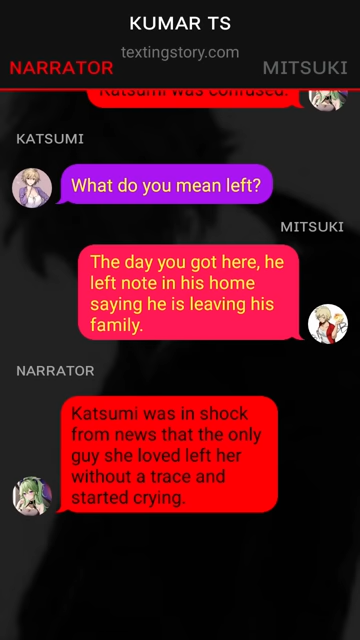 KUMAR TS
textingstory.com
NARRATOR
MITSUKI
Katsumi was confused.
KATSUMI
What do you mean left?
MITSUKI
The day you got here, he
left note in his home
saying he is leaving his
family.
NARRATOR
Katsumi was in shock
from news that the only
guy she loved left her
without a trace and
started crying.